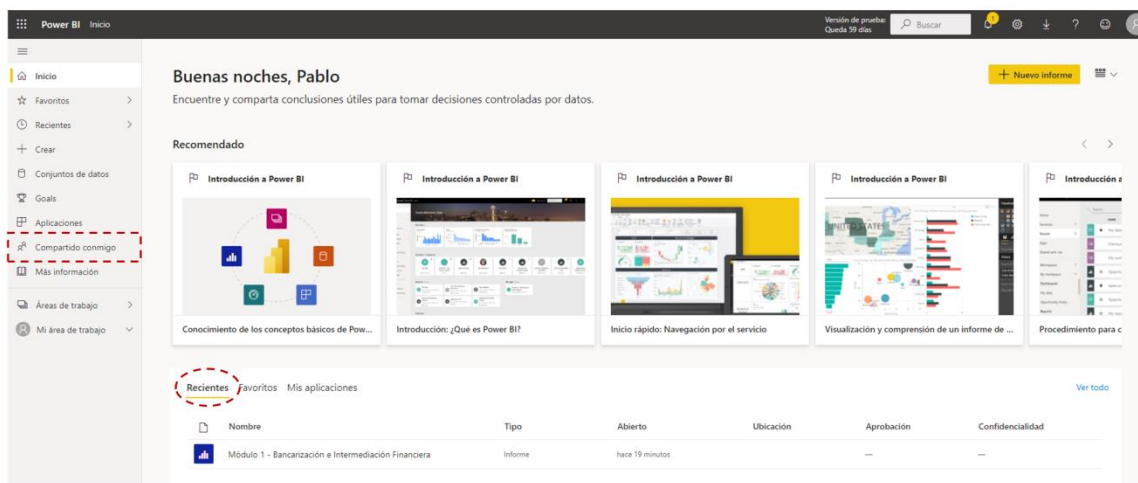 Power BI Inicio
Versión de prueba:
Queda 59 días
Buscar
Inicio
Favoritos
Recientes
Crear
Conjuntos de datos
Goals
Aplicaciones
Compartido conmigo
Más información
Áreas de trabajo
Mi área de trabajo
Buenas noches, Pablo
Nuevo informe
Encuentre y comparta conclusiones útiles para tomar decisiones controladas por datos.
Recomendado
Introducción a Power BI
Conocimiento de los conceptos básicos de Pow...
Introducción a Power BI
Introducción: ¿Qué es Power BI?
Introducción a Power BI
Inicio rápido: Navegación por el servicio
Introducción a Power BI
UNITED STATES
Visualización y comprensión de un informe de ...
Introducción a
Procedimiento para c
Recientes Favoritos Mis aplicaciones
Ver todo
Nombre Tipo Abierto Ubicación Aprobación Confidencialidad
Módulo 1 - Bancarización e Intermediación Financiera Informe hace 19 minutos — —